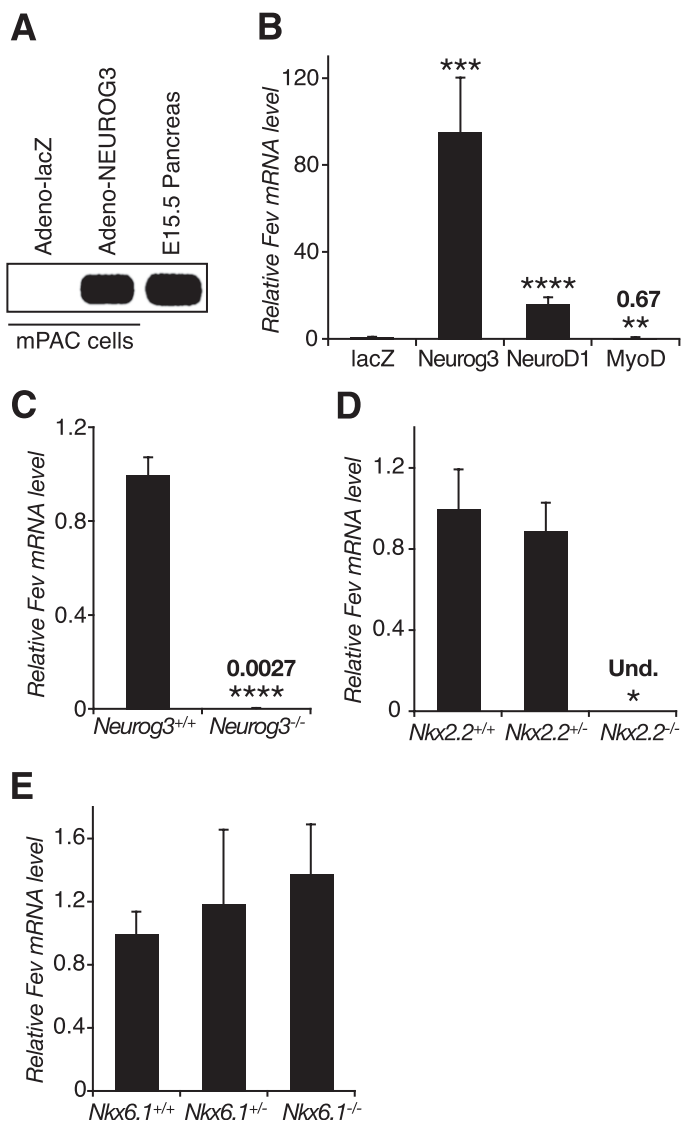 A
Adeno-lacZ
Adeno-NEUROG3
E15.5 Pancreas
mPAC cells
B
Relative Fev mRNA level
120
80
40
0
***
****
0.67
**
lacZ Neurog3 NeuroD1 MyoD
C
Relative Fev mRNA level
1.2
0.8
0.4
0
0.0027
****
Neurog3+/+ Neurog3-/-
D
Relative Fev mRNA level
1.2
0.8
0.4
0
Und.
*
Nkx2.2+/+ Nkx2.2+/- Nkx2.2-/-
E
Relative Fev mRNA level
1.6
1.2
0.8
0.4
0
Nkx6.1+/+ Nkx6.1+/- Nkx6.1-/-